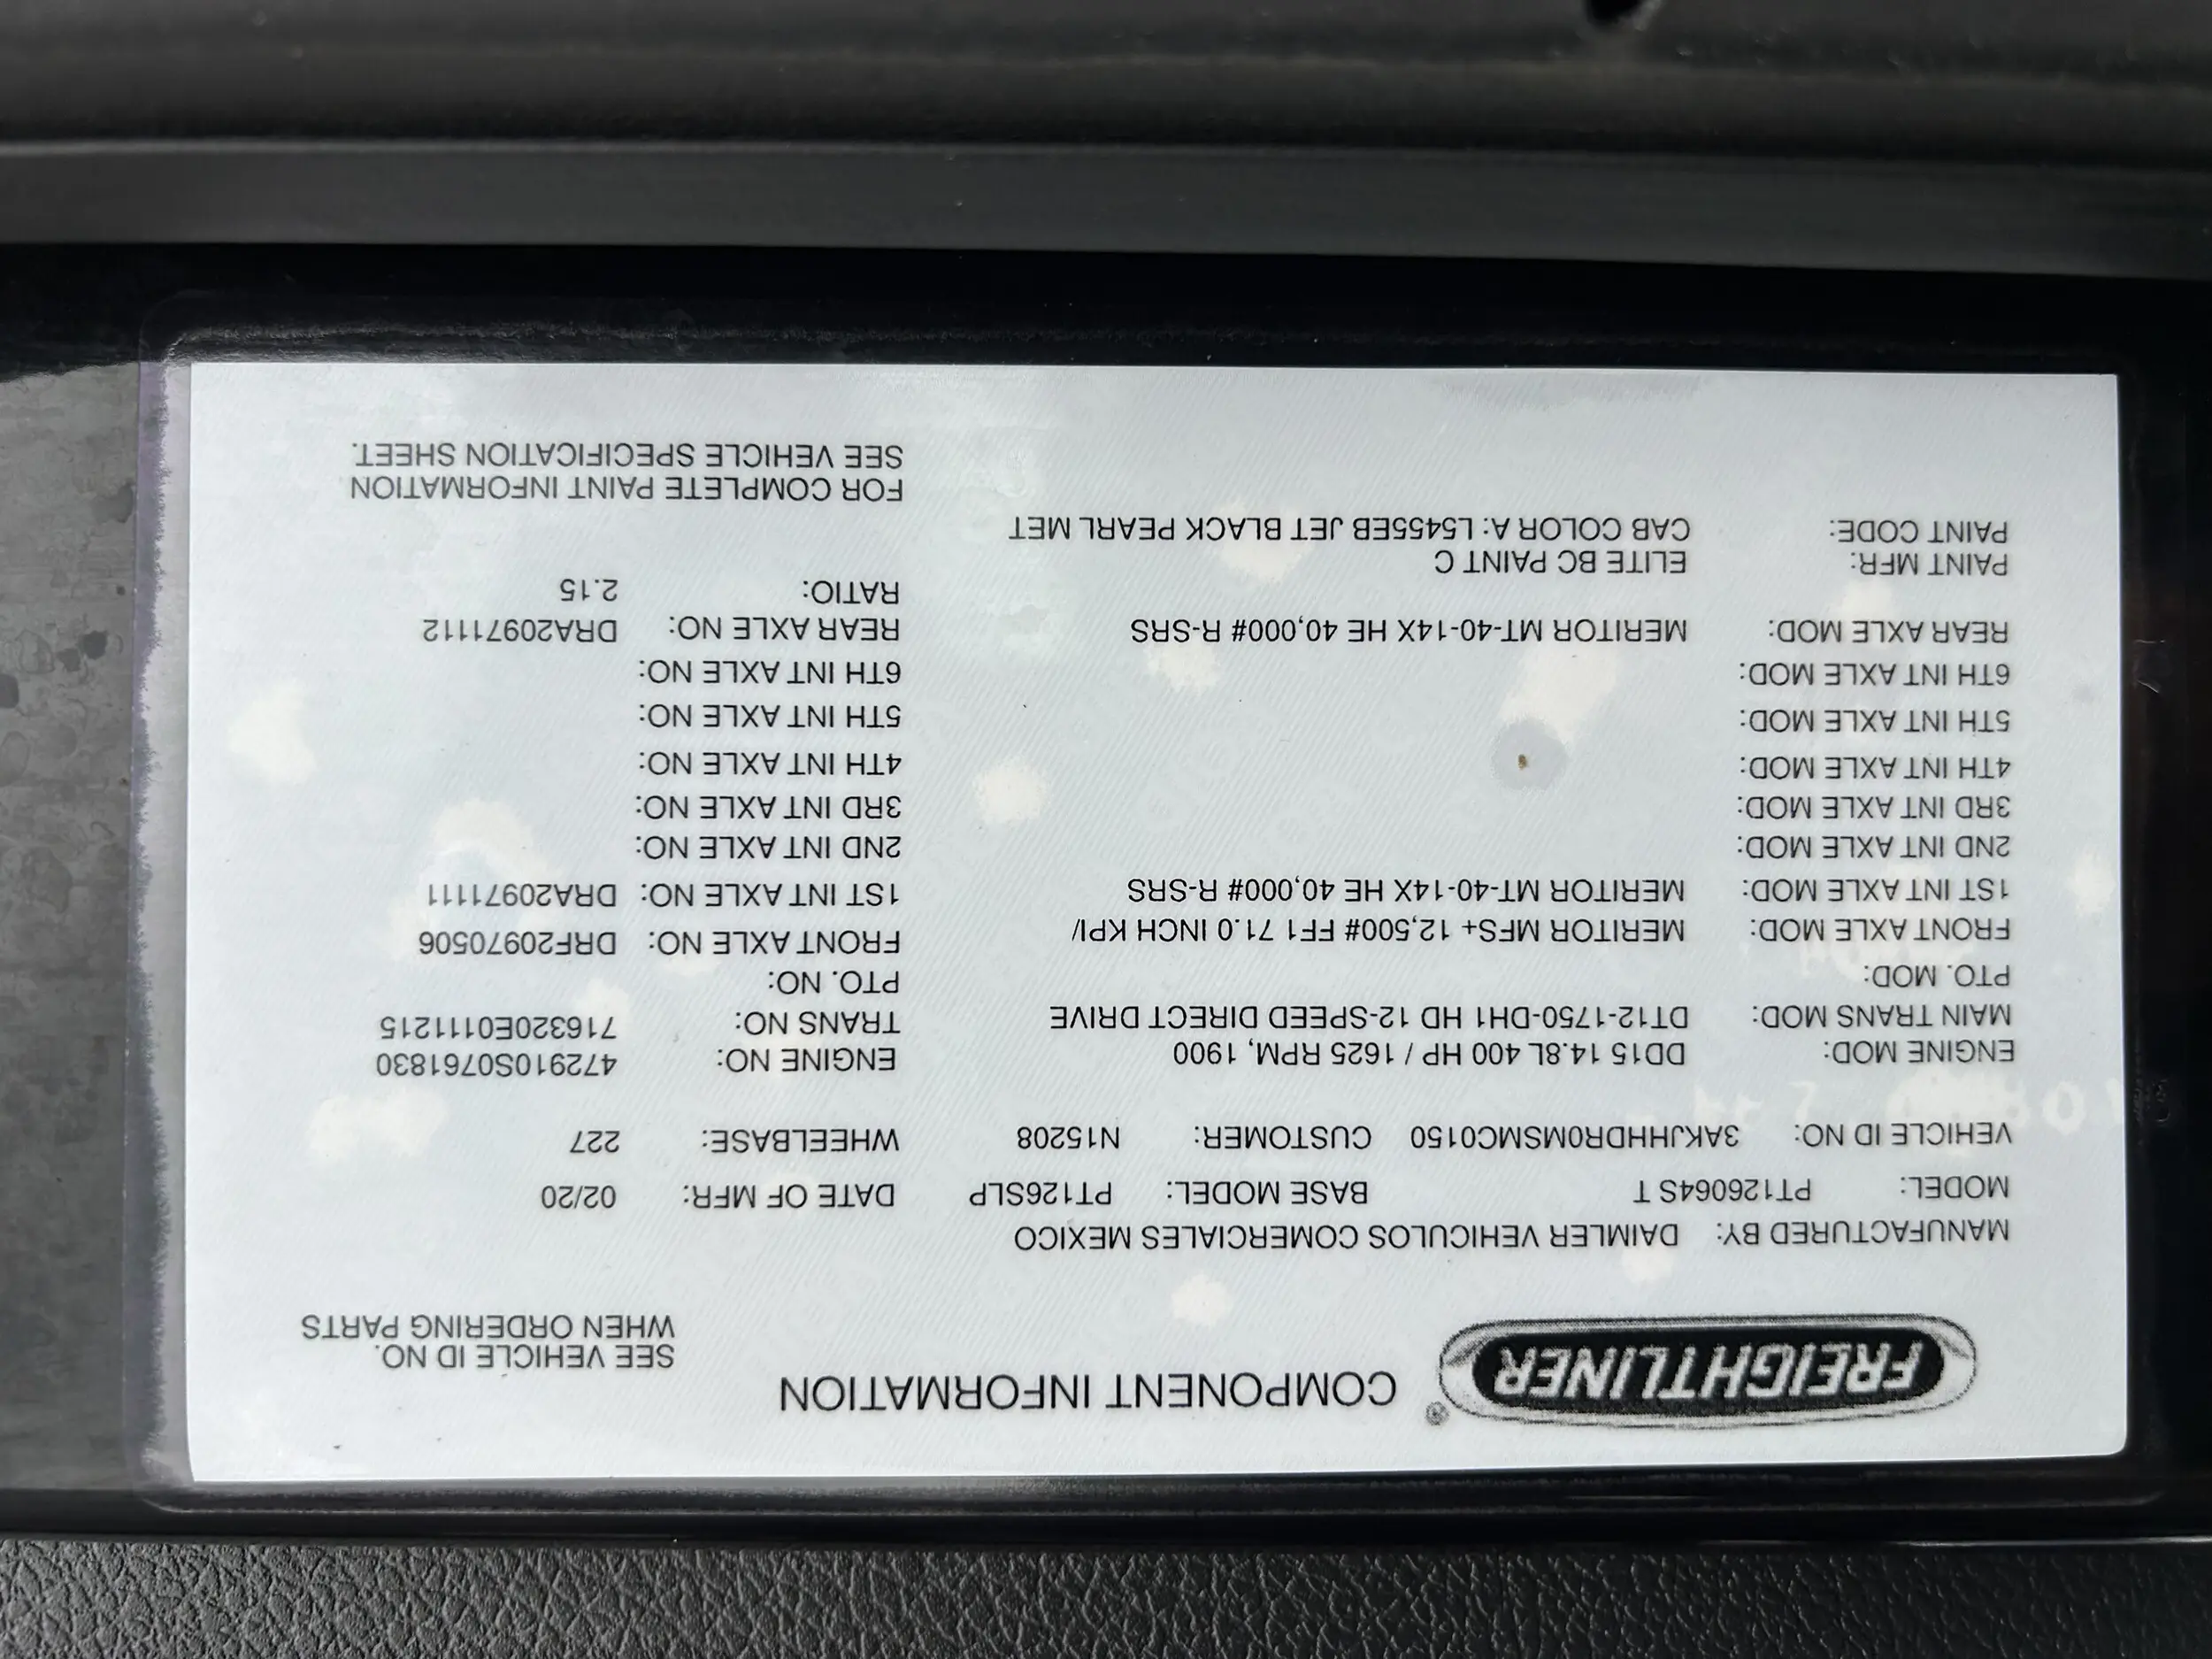 FREIGHTLINER ® COMPONENT INFORMATION
SEE VEHICLE ID NO.
WHEN ORDERING PARTS
MANUFACTURED BY: DAIMLER VEHICULOS COMERCIALES MEXICO
MODEL: PT126064S T BASE MODEL: PT126SLP DATE OF MFR: 02/20
VEHICLE ID NO: 3AKJHHDR0MSMC0150 CUSTOMER: N15208 WHEELBASE: 227
ENGINE MOD: DD15 14.8L 400 HP / 1625 RPM, 1900 ENGINE NO: 472910S0761830
MAIN TRANS MOD: DT12-1750-DH1 HD 12-SPEED DIRECT DRIVE TRANS NO: 716320E0111215
PTO. MOD: PTO. NO:
FRONT AXLE MOD: MERITOR MFS+ 12,500# FF1 71.0 INCH KPI/ FRONT AXLE NO: DRF20970506
1ST INT AXLE MOD: MERITOR MT-40-14X HE 40,000# R-SRS 1ST INT AXLE NO: DRA20971111
2ND INT AXLE MOD: 2ND INT AXLE NO:
3RD INT AXLE MOD: 3RD INT AXLE NO:
4TH INT AXLE MOD: 4TH INT AXLE NO:
5TH INT AXLE MOD: 5TH INT AXLE NO:
6TH INT AXLE MOD: 6TH INT AXLE NO:
REAR AXLE MOD: MERITOR MT-40-14X HE 40,000# R-SRS REAR AXLE NO: DRA20971112
RATIO: 2.15
PAINT MFR: ELITE BC PAINT C
PAINT CODE: CAB COLOR A: L5455EB JET BLACK PEARL MET
FOR COMPLETE PAINT INFORMATION
SEE VEHICLE SPECIFICATION SHEET.